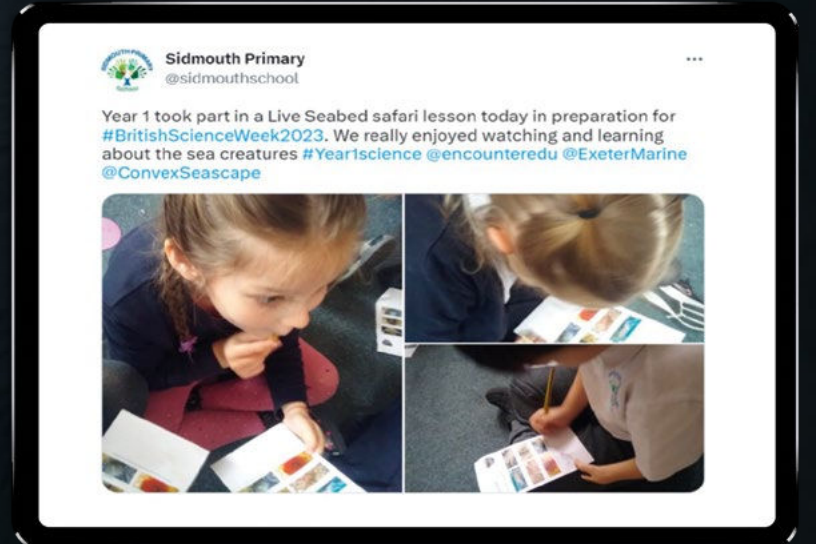 Sidmouth Primary
@sidmouthschool
Year 1 took part in a Live Seabed safari lesson today in preparation for
#BritishScienceWeek2023. We really enjoyed watching and learning
about the sea creatures #Year1science @encounteredu @ExeterMarine
@ConvexSeascape